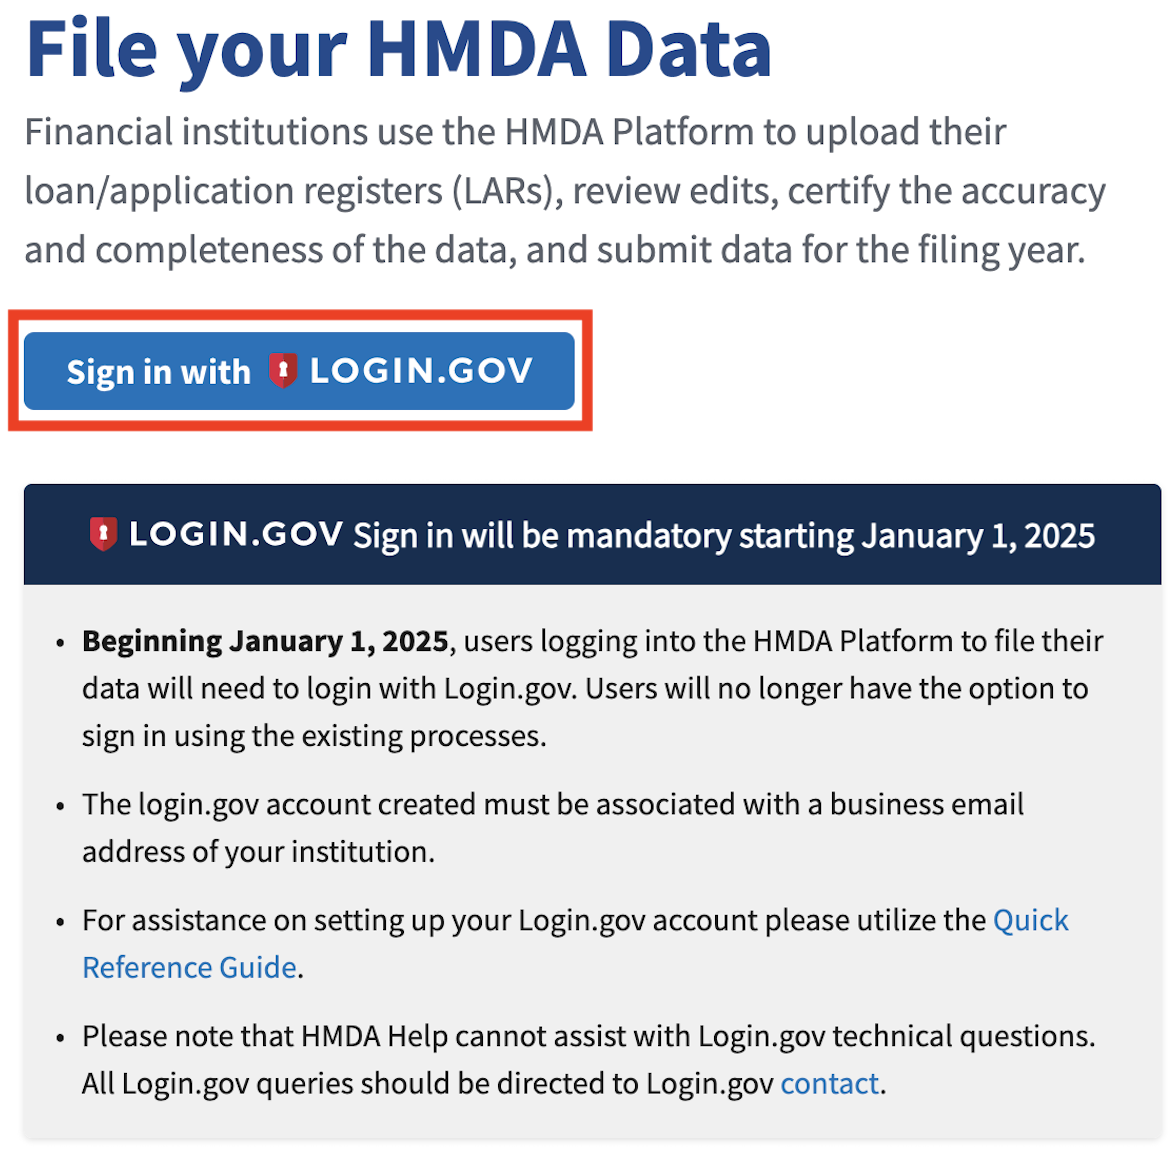 File your HMDA Data
Financial institutions use the HMDA Platform to upload their
loan/application registers (LARs), review edits, certify the accuracy
and completeness of the data, and submit data for the filing year.
Sign in with LOGIN.GOV
LOGIN.GOV Sign in will be mandatory starting January 1, 2025
• Beginning January 1, 2025, users logging into the HMDA Platform to file their
data will need to login with Login.gov. Users will no longer have the option to
sign in using the existing processes.
• The login.gov account created must be associated with a business email
address of your institution.
• For assistance on setting up your Login.gov account please utilize the Quick
Reference Guide.
• Please note that HMDA Help cannot assist with Login.gov technical questions.
All Login.gov queries should be directed to Login.gov contact.